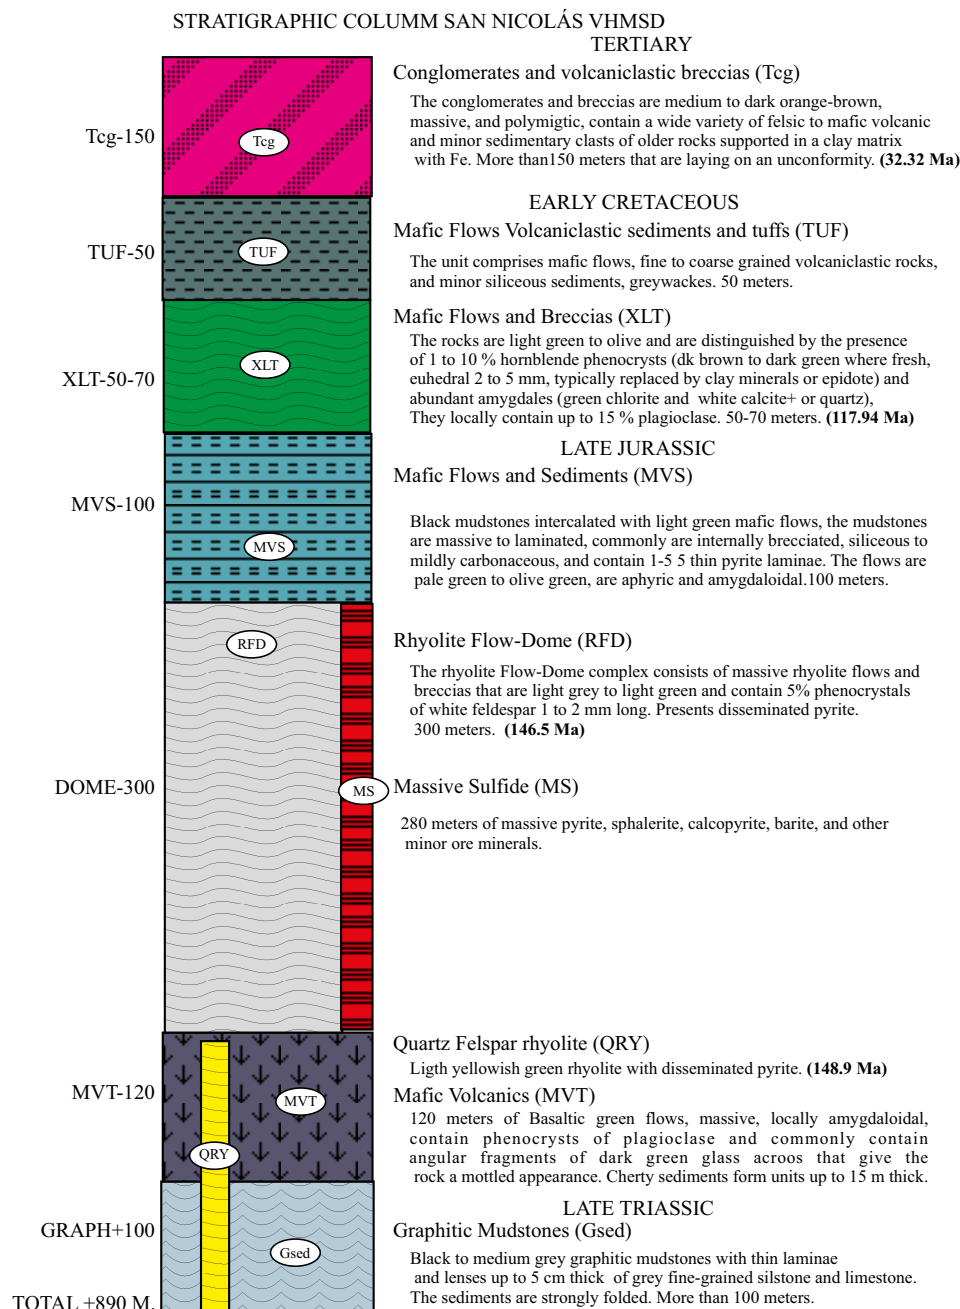 STRATIGRAPHIC COLUMM SAN NICOLÁS VHMSD
TERTIARY
Conglomerates and volcaniclastic breccias (Tcg)
The conglomerates and breccias are medium to dark orange-brown,
massive, and polymigtic, contain a wide variety of felsic to mafic volcanic
and minor sedimentary clasts of older rocks supported in a clay matrix
with Fe. More than150 meters that are laying on an unconformity. (32.32 Ma)
Tcg-150
Tcg
EARLY CRETACEOUS
Mafic Flows Volcaniclastic sediments and tuffs (TUF)
The unit comprises mafic flows, fine to coarse grained volcaniclastic rocks,
and minor siliceous sediments, greywackes. 50 meters.
TUF-50
TUF
Mafic Flows and Breccias (XLT)
The rocks are light green to olive and are distinguished by the presence
of 1 to 10 % hornblende phenocrysts (dk brown to dark green where fresh,
euhedral 2 to 5 mm, typically replaced by clay minerals or epidote) and
abundant amygdales (green chlorite and white calcite+ or quartz),
They locally contain up to 15 % plagioclase. 50-70 meters. (117.94 Ma)
XLT-50-70
XLT
LATE JURASSIC
Mafic Flows and Sediments (MVS)
Black mudstones intercalated with light green mafic flows, the mudstones
are massive to laminated, commonly are internally brecciated, siliceous to
mildly carbonaceous, and contain 1-5 5 thin pyrite laminae. The flows are
pale green to olive green, are aphyric and amygdaloidal.100 meters.
MVS-100
MVS
Rhyolite Flow-Dome (RFD)
The rhyolite Flow-Dome complex consists of massive rhyolite flows and
breccias that are light grey to light green and contain 5% phenocrystals
of white feldespar 1 to 2 mm long. Presents disseminated pyrite.
300 meters. (146.5 Ma)
RFD
DOME-300
MS
Massive Sulfide (MS)
280 meters of massive pyrite, sphalerite, calcopyrite, barite, and other
minor ore minerals.
Quartz Felspar rhyolite (QRY)
Ligth yellowish green rhyolite with disseminated pyrite. (148.9 Ma)
Mafic Volcanics (MVT)
120 meters of Basaltic green flows, massive, locally amygdaloidal,
contain phenocrysts of plagioclase and commonly contain
angular fragments of dark green glass acroos that give the
rock a mottled appearance. Cherty sediments form units up to 15 m thick.
MVT-120
MVT
QRY
LATE TRIASSIC
Graphitic Mudstones (Gsed)
Black to medium grey graphitic mudstones with thin laminae
and lenses up to 5 cm thick of grey fine-grained silstone and limestone.
The sediments are strongly folded. More than 100 meters.
GRAPH+100
Gsed
TOTAL +890 M.